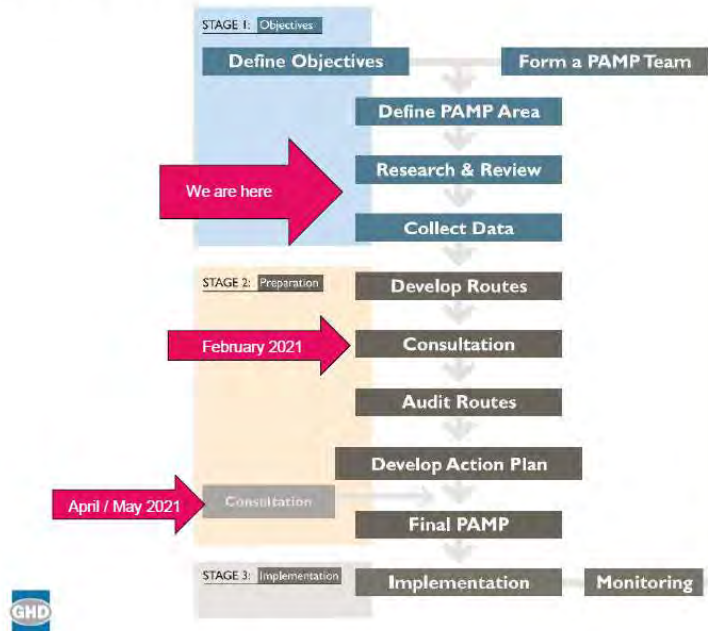 STAGE 1: Objectives
Define Objectives
Form a PAMP Team
Define PAMP Area
We are here
Research & Review
Collect Data
STAGE 2: Preparation
Develop Routes
February 2021
Consultation
Audit Routes
Develop Action Plan
April / May 2021
Consultation
Final PAMP
STAGE 3: Implementation
Implementation
Monitoring
GHD